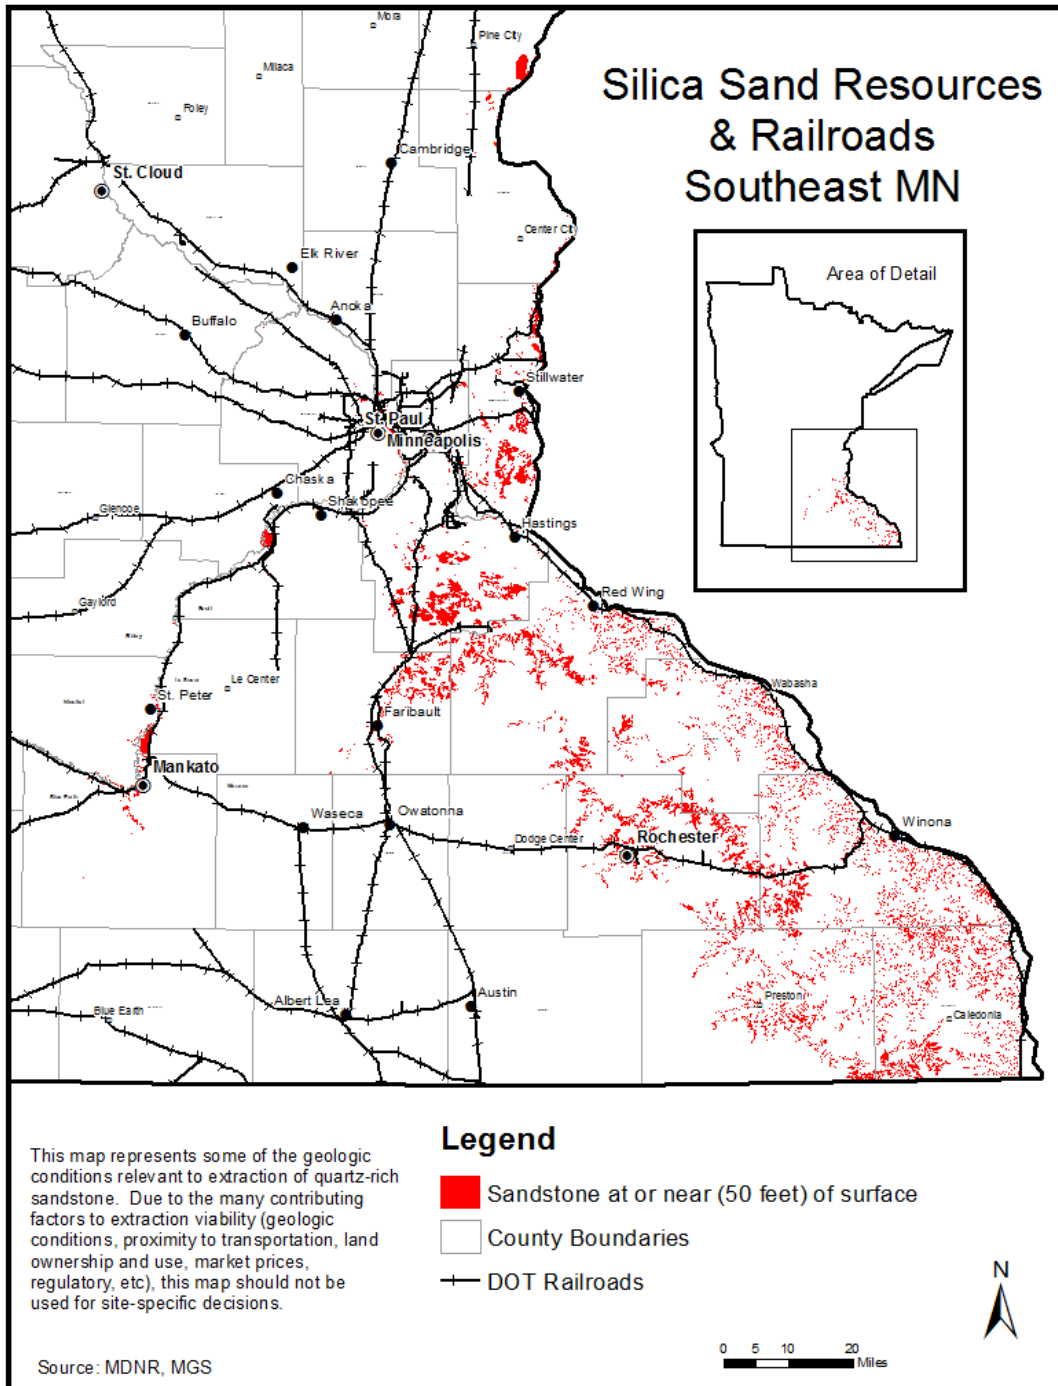 Silica Sand Resources
& Railroads
Southeast MN
Area of Detail
Mora
Pine City
Milaca
Foley
Cambridge
St. Cloud
Center City
Elk River
Anoka
Buffalo
Stillwater
St. Paul
Minneapolis
Chaska
Shakopee
Glencoe
Hastings
Gaylord
Red Wing
Le Center
St. Peter
Wabasha
Faribault
Mankato
Waseca
Owatonna
Dodge Center
Rochester
Winona
Albert Lea
Austin
Preston
Blue Earth
Caledonia
This map represents some of the geologic
conditions relevant to extraction of quartz-rich
sandstone. Due to the many contributing
factors to extraction viability (geologic
conditions, proximity to transportation, land
ownership and use, market prices,
regulatory, etc), this map should not be
used for site-specific decisions.
Source: MDNR, MGS
Legend
Sandstone at or near (50 feet) of surface
County Boundaries
DOT Railroads
N
0 5 10 20
Miles